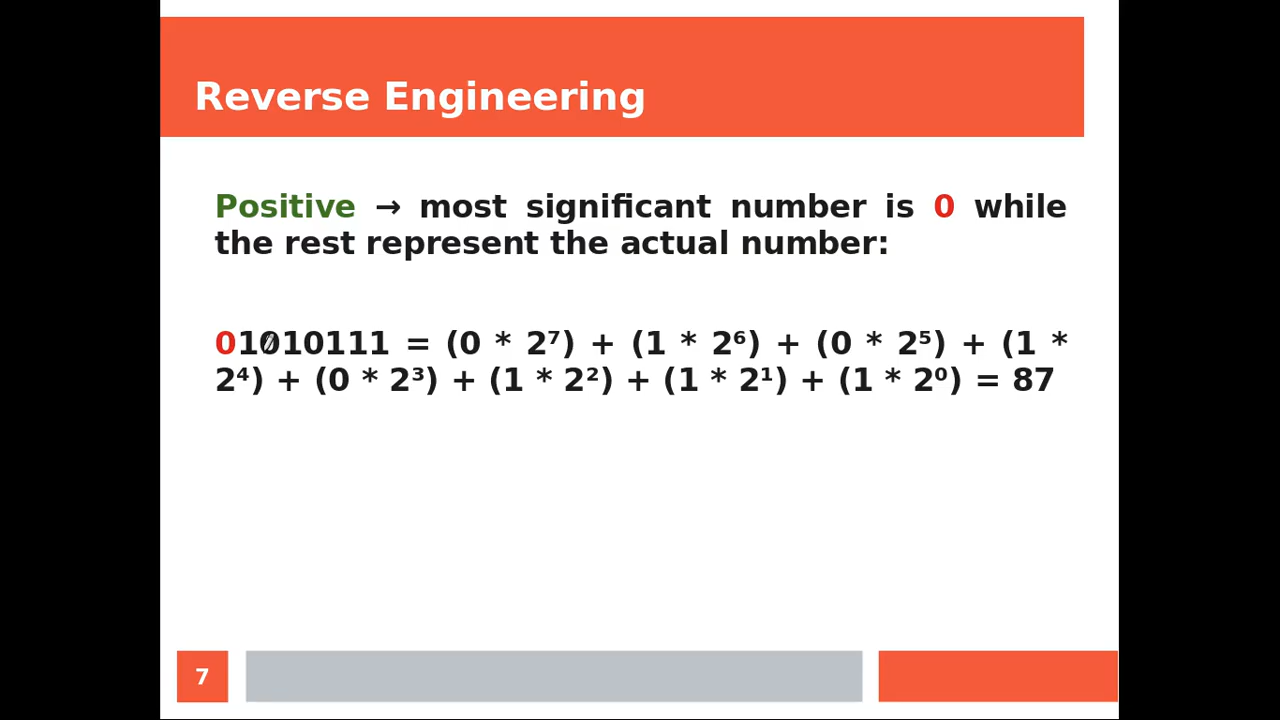 Reverse Engineering
Positive → most significant number is 0 while
the rest represent the actual number:
01010111 = (0 * 2⁷) + (1 * 2⁶) + (0 * 2⁵) + (1 *
2⁴) + (0 * 2³) + (1 * 2²) + (1 * 2¹) + (1 * 2⁰) = 87
7